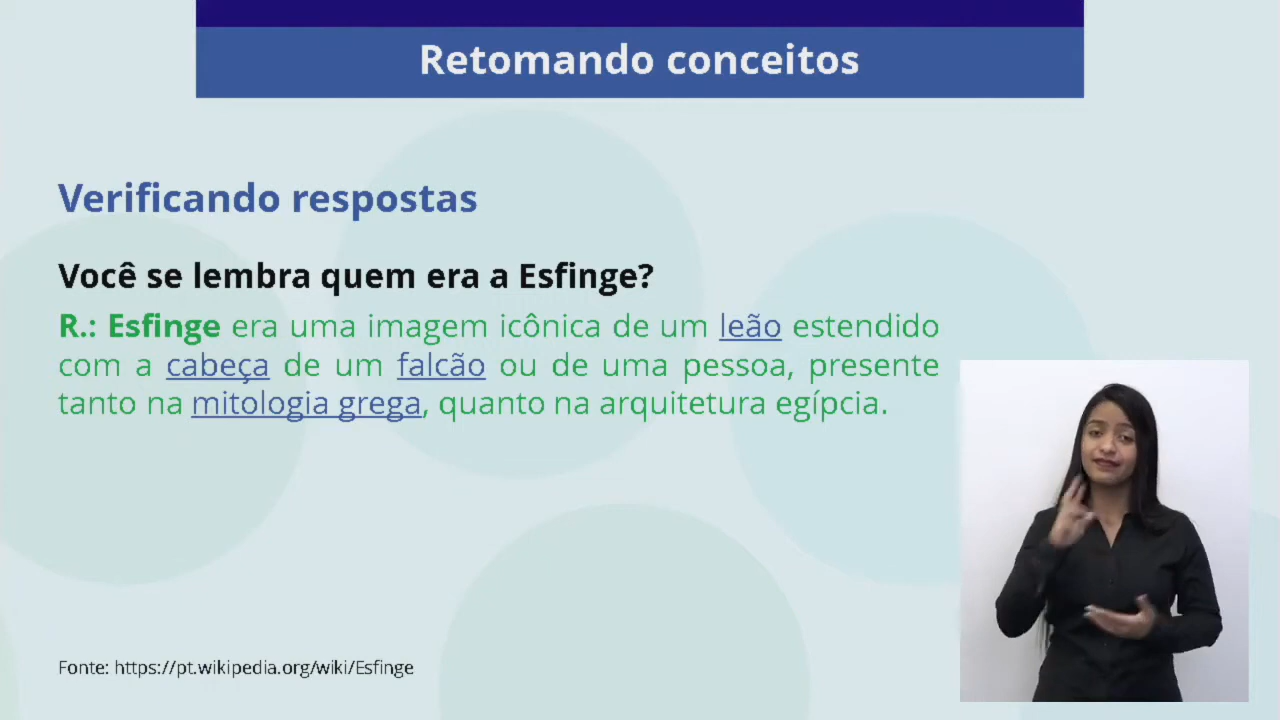 Retomando conceitos
Verificando respostas
Você se lembra quem era a Esfinge?
R.: Esfinge era uma imagem icônica de um leão estendido
com a cabeça de um falcão ou de uma pessoa, presente
tanto na mitologia grega, quanto na arquitetura egípcia.
Fonte: https://pt.wikipedia.org/wiki/Esfinge